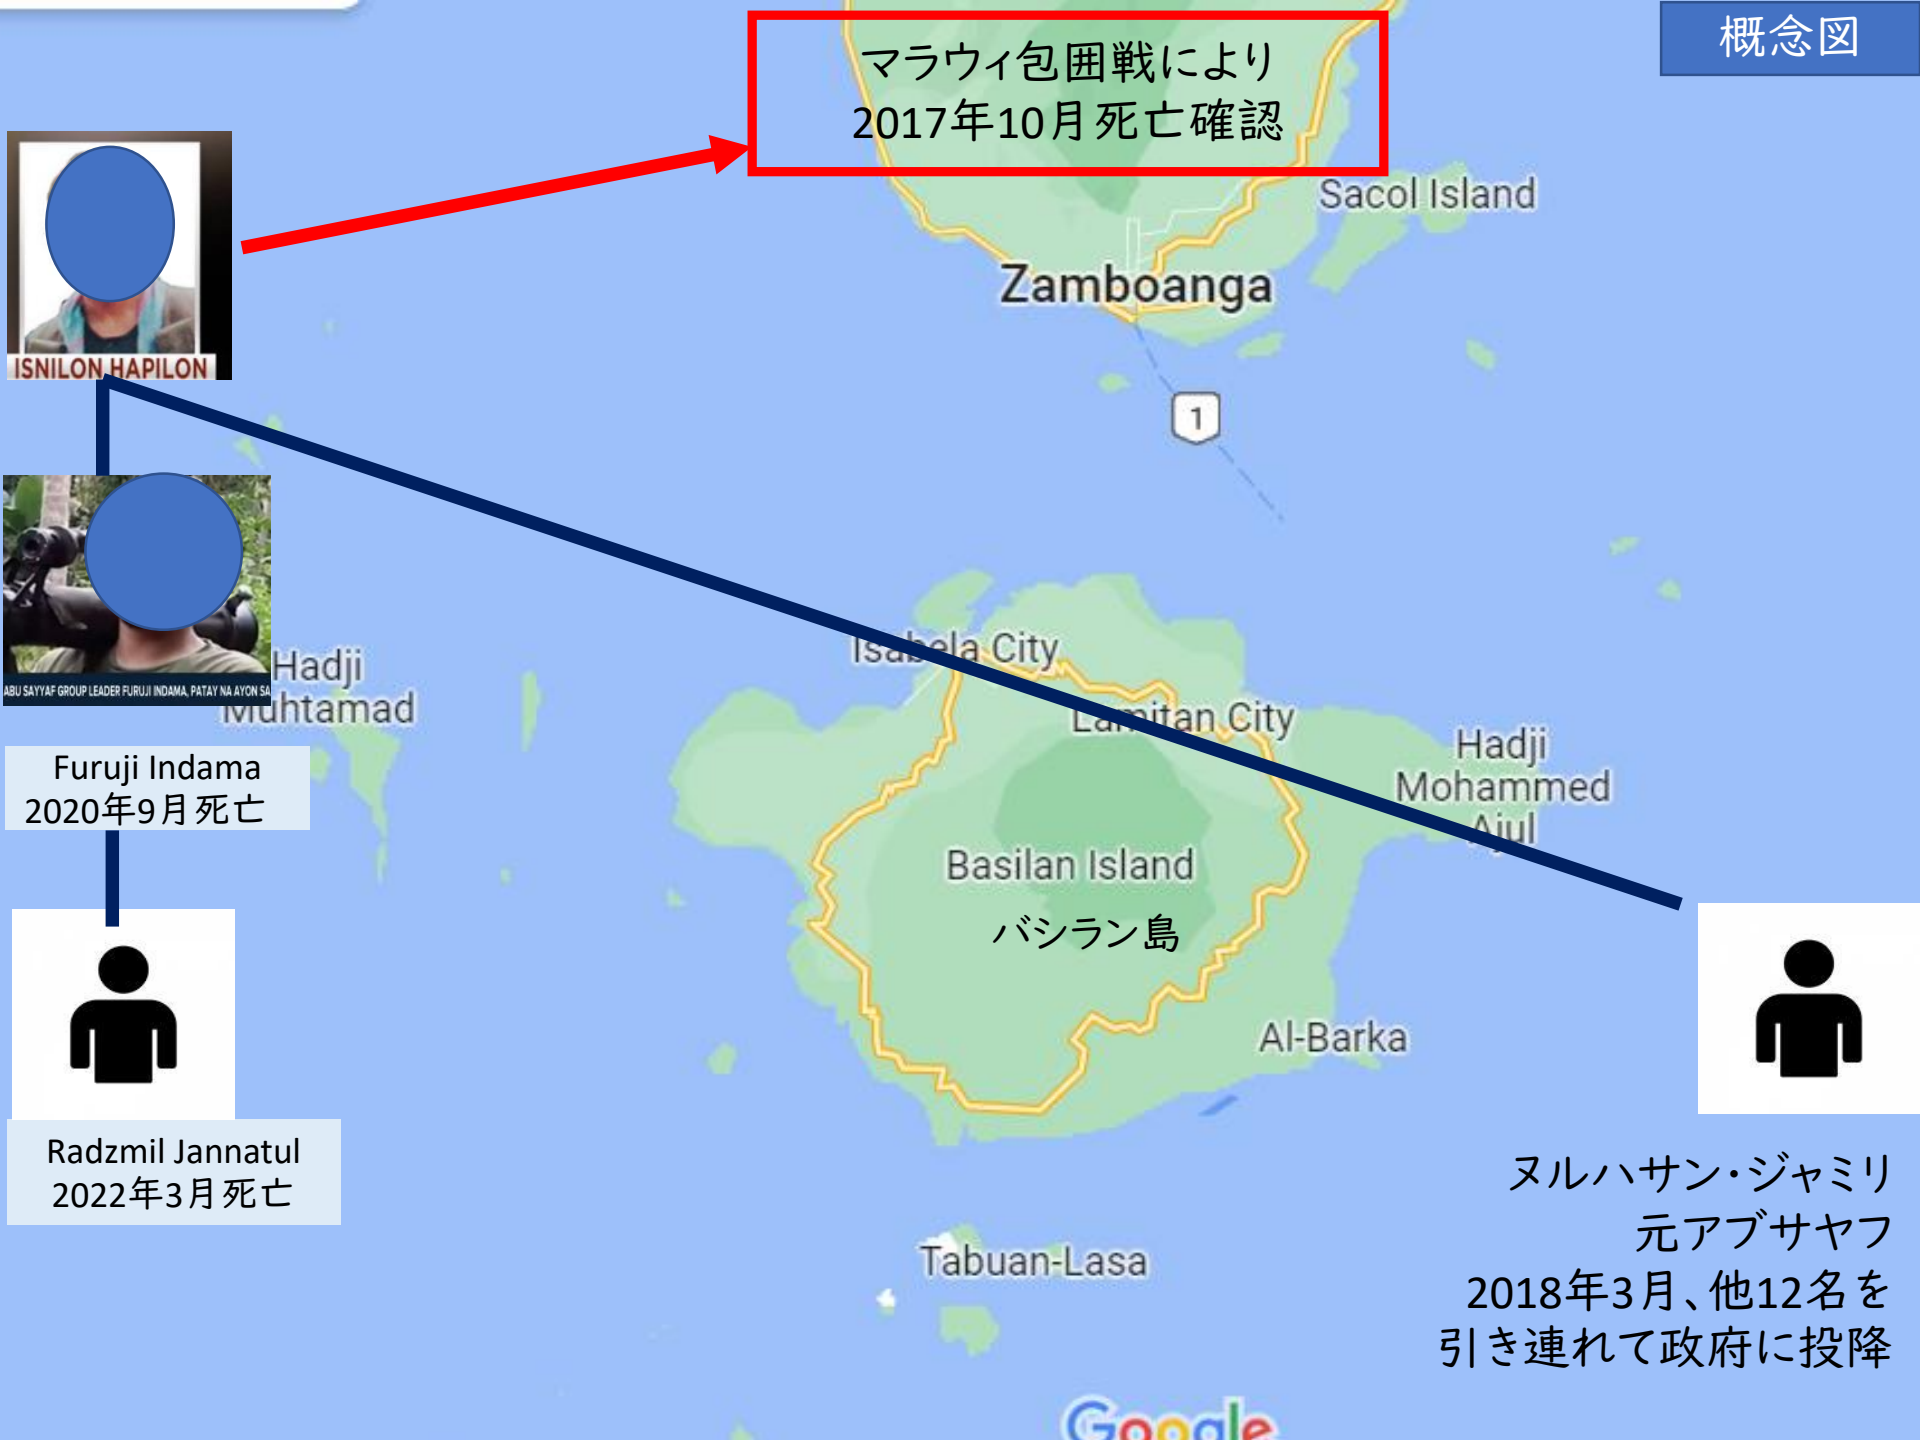 概念図
マラウィ包囲戦により
2017年10月死亡確認
Sacol Island
Zamboanga
ISNILON HAPILON
1
ABU SAYYAF GROUP LEADER FURUJI INDAMA, PATAY NA AYON SA
Hadji
Muhtamad
Isabela City
Lamitan City
Hadji
Mohammed
Ajul
Furuji Indama
2020年9月死亡
Basilan Island
バシラン島
Al-Barka
Radzmil Jannatul
2022年3月死亡
ヌルハサン・ジャミリ
元アブサヤフ
2018年3月、他12名を
引き連れて政府に投降
Tabuan-Lasa
Google